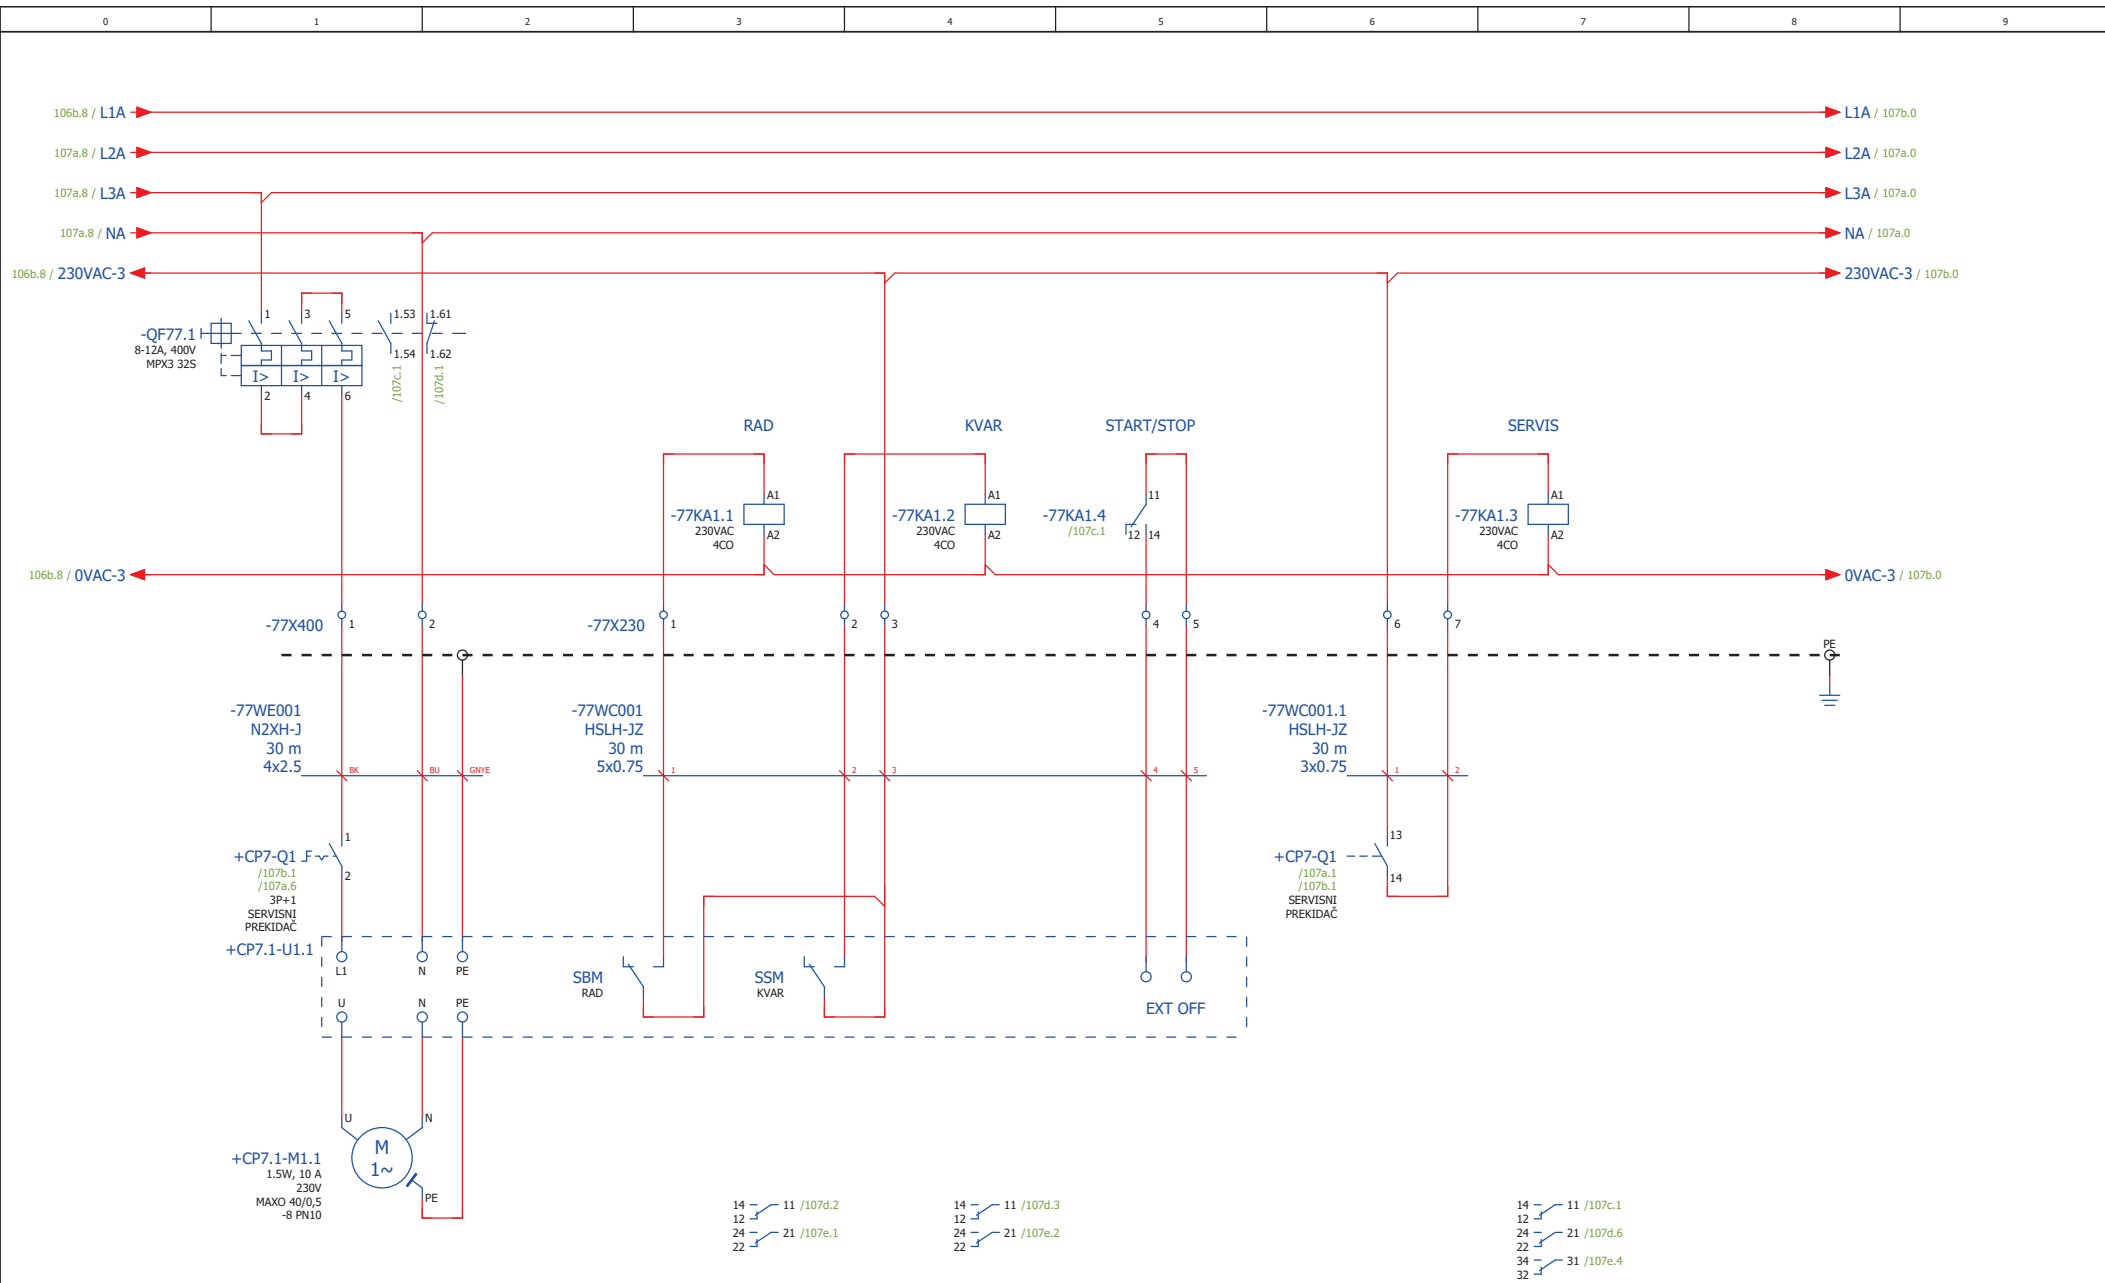 0 1 2 3 4 5 6 7 8 9
106b.8 / L1A L1A / 107b.0
107a.8 / L2A L2A / 107a.0
107a.8 / L3A L3A / 107a.0
107a.8 / NA NA / 107a.0
106b.8 / 230VAC-3 230VAC-3 / 107b.0
1 3 5 1.53 1.61
-QF77.1
8-12A, 400V
MPX3 32S
1.54 1.62
I> I> I>
2 4 6
/107c.1
/107d.1
RAD KVAR START/STOP SERVIS
A1 A1 11 A1
-77KA1.1 -77KA1.2 -77KA1.4 -77KA1.3
230VAC 230VAC /107c.1 230VAC
A2 A2 12 14 A2
4CO 4CO 4CO
106b.8 / 0VAC-3 0VAC-3 / 107b.0
-77X400 1 2 -77X230 1 2 3 4 5 6 7
PE
-77WE001 -77WC001 -77WC001.1
N2XH-J HSLH-JZ HSLH-JZ
30 m 30 m 30 m
4x2.5 5x0.75 3x0.75
BK BU GNYE 1 2 3 4 5 1 2
1 13
+CP7-Q1 +CP7-Q1
/107b.1 /107a.1
2 14
/107a.6 /107b.1
3P+1 SERVISNI
SERVISNI PREKIDAČ
PREKIDAČ
+CP7.1-U1.1
L1 N PE
SBM SSM
RAD KVAR
U N PE
EXT OFF
U N
M
1~
+CP7.1-M1.1
1.5W, 10 A
230V
MAXO 40/0,5
-8 PN10
PE
14 11 /107d.2 14 11 /107d.3 14 11 /107c.1
12 12 12
24 21 /107e.1 24 21 /107e.2 24 21 /107d.6
22 22 22
34 31 /107e.4
32